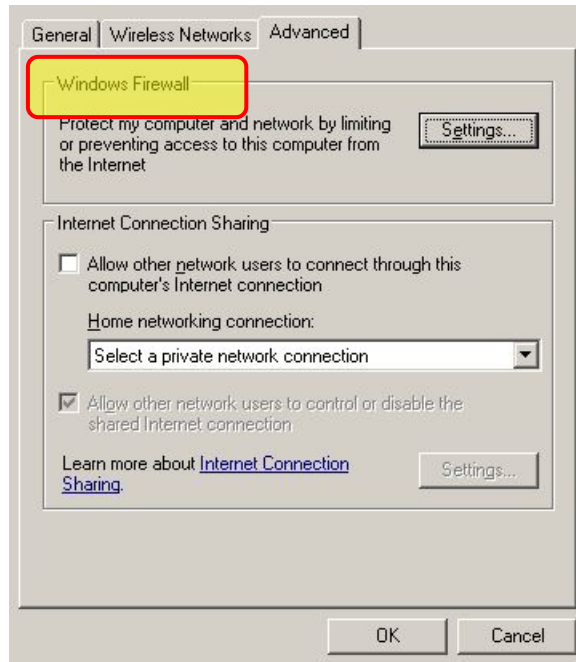 General Wireless Networks Advanced
Windows Firewall
Protect my computer and network by limiting
or preventing access to this computer from
the Internet
Settings...
Internet Connection Sharing
Allow other network users to connect through this
computer's Internet connection
Home networking connection:
Select a private network connection
Allow other network users to control or disable the
shared Internet connection
Learn more about Internet Connection
Sharing.
Settings...
OK Cancel